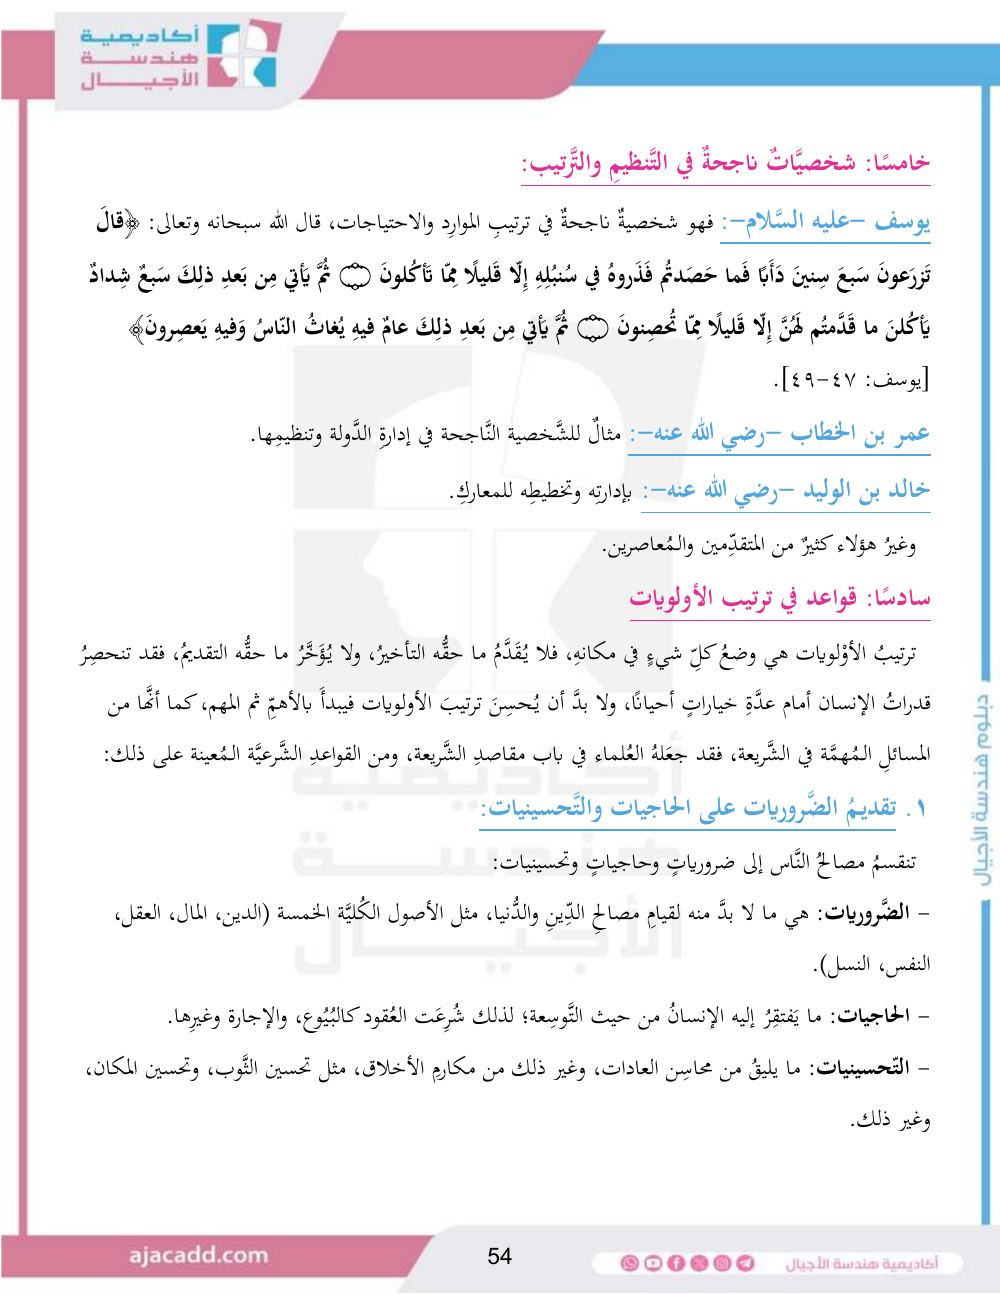 أكاديمية
هندسة
الأجيال
خامسًا: شخصيَّاتٌ ناجحةٌ في التَّنظيمِ والتَّرتيب:
يوسف –عليه السَّلام–: فهو شخصيةٌ ناجحةٌ في ترتيبِ الموارِد والاحتياجات، قال الله سبحانه وتعالى: ﴿قالَ
تَزرَعونَ سَبعَ سِنينَ دَأَبًا فَما حَصَدتُم فَذَروهُ في سُنبُلِهِ إِلّا قَليلًا مِمّا تَأكُلونَ ۝ ثُمَّ يَأتي مِن بَعدِ ذلِكَ سَبعٌ شِدادٌ
يَأكُلنَ ما قَدَّمتُم لَهُنَّ إِلّا قَليلًا مِمّا تُحصِنونَ ۝ ثُمَّ يَأتي مِن بَعدِ ذلِكَ عامٌ فيهِ يُغاثُ النّاسُ وَفيهِ يَعصِرونَ﴾
[يوسف: ٤٧–٤٩].
عمر بن الخطاب –رضي الله عنه–: مثالٌ للشَّخصية النَّاجحة في إدارةِ الدَّولة وتنظيمِها.
خالد بن الوليد –رضي الله عنه–: بإدارتِه وتخطيطِه للمعاركِ.
وغيرُ هؤلاء كثيرٌ من المتقدِّمين والمُعاصرين.
سادسًا: قواعد في ترتيب الأولويات
ترتيبُ الأوْلويات هي وضعُ كلِّ شيءٍ في مكانهِ، فلا يُقَدَّمُ ما حقُّه التأخيرُ، ولا يُؤَخَّرُ ما حقُّه التقديمُ، فقد تنحصِرُ
قدراتُ الإنسان أمام عدَّةِ خياراتٍ أحيانًا، ولا بدَّ أن يُحسِنَ ترتيبَ الأولويات فيبدأَ بالأهمِّ ثم المهم، كما أنَّها من
المسائلِ المُهمَّة في الشَّريعة، فقد جعَلهُ العُلماء في باب مقاصدِ الشَّريعة، ومن القواعدِ الشَّرعيَّة المُعينة على ذلك:
١. تقديمُ الضَّروريات على الحاجيات والتَّحسينيات:
تنقسمُ مصالحُ النَّاس إلى ضرورياتٍ وحاجياتٍ وتحسينيات:
– الضَّروريات: هي ما لا بدَّ منه لقيامِ مصالحِ الدِّينِ والدُّنيا، مثل الأصول الكُليَّة الخمسة (الدين، المال، العقل،
النفس، النسل).
– الحاجيات: ما يَفتقِرُ إليه الإنسانُ من حيث التَّوسِعة؛ لذلك شُرِعَت العُقود كالبُيُوع، والإجارة وغيرِها.
– التّحسينيات: ما يليقُ من محاسِن العادات، وغير ذلك من مكارمِ الأخلاق، مثل تحسين الثَّوب، وتحسين المكان،
وغير ذلك.
دبلوم هندسة الأجيال
أكاديمية
هندسة
الأجيال
ajacadd.com
54
أكاديمية هندسة الأجيال